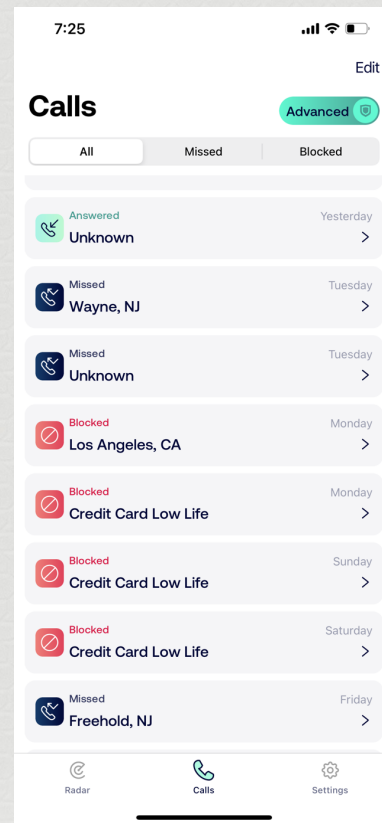 7:25
Edit
Calls
Advanced
All Missed Blocked
Answered Yesterday
Unknown
Missed Tuesday
Wayne, NJ
Missed Tuesday
Unknown
Blocked Monday
Los Angeles, CA
Blocked Monday
Credit Card Low Life
Blocked Sunday
Credit Card Low Life
Blocked Saturday
Credit Card Low Life
Missed Friday
Freehold, NJ
Radar Calls Settings